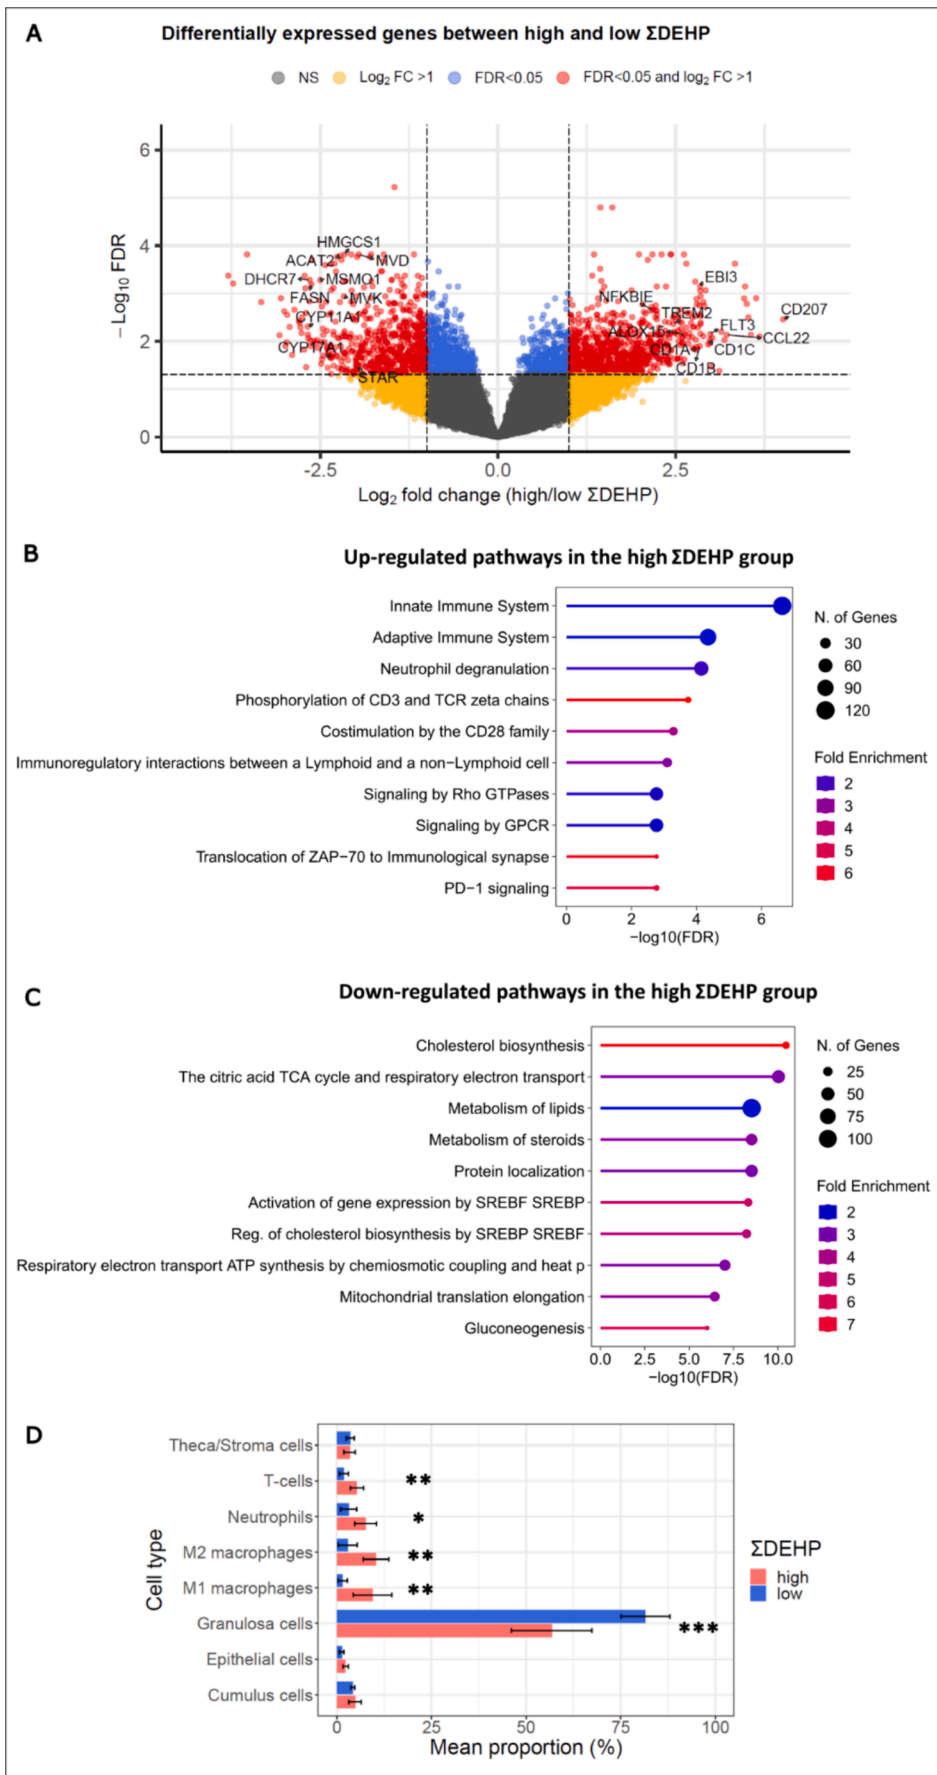 A
Differentially expressed genes between high and low ΣDEHP
NS Log2 FC >1 FDR<0.05 FDR<0.05 and log2 FC >1
6
4
2
0
−Log10 FDR
HMGCS1
ACAT2
MVD
DHCR7
MSMO1
FASN
MVK
CYP11A1
CYP17A1
STAR
EBI3
NFKBIE
TREM2
CD207
ALOX15
FLT3
CCL22
CD1A
CD1C
CD1B
-2.5 0.0 2.5
Log2 fold change (high/low ΣDEHP)
B
Up-regulated pathways in the high ΣDEHP group
Innate Immune System
Adaptive Immune System
Neutrophil degranulation
Phosphorylation of CD3 and TCR zeta chains
Costimulation by the CD28 family
Immunoregulatory interactions between a Lymphoid and a non−Lymphoid cell
Signaling by Rho GTPases
Signaling by GPCR
Translocation of ZAP−70 to Immunological synapse
PD−1 signaling
0 2 4 6
−log10(FDR)
N. of Genes
30
60
90
120
Fold Enrichment
2
3
4
5
6
C
Down-regulated pathways in the high ΣDEHP group
Cholesterol biosynthesis
The citric acid TCA cycle and respiratory electron transport
Metabolism of lipids
Metabolism of steroids
Protein localization
Activation of gene expression by SREBF SREBP
Reg. of cholesterol biosynthesis by SREBP SREBF
Respiratory electron transport ATP synthesis by chemiosmotic coupling and heat p
Mitochondrial translation elongation
Gluconeogenesis
0.0 2.5 5.0 7.5 10.0
−log10(FDR)
N. of Genes
25
50
75
100
Fold Enrichment
2
3
4
5
6
7
D
Cell type
Theca/Stroma cells
T-cells **
Neutrophils *
M2 macrophages **
M1 macrophages **
Granulosa cells ***
Epithelial cells
Cumulus cells
0 25 50 75 100
Mean proportion (%)
ΣDEHP
high
low